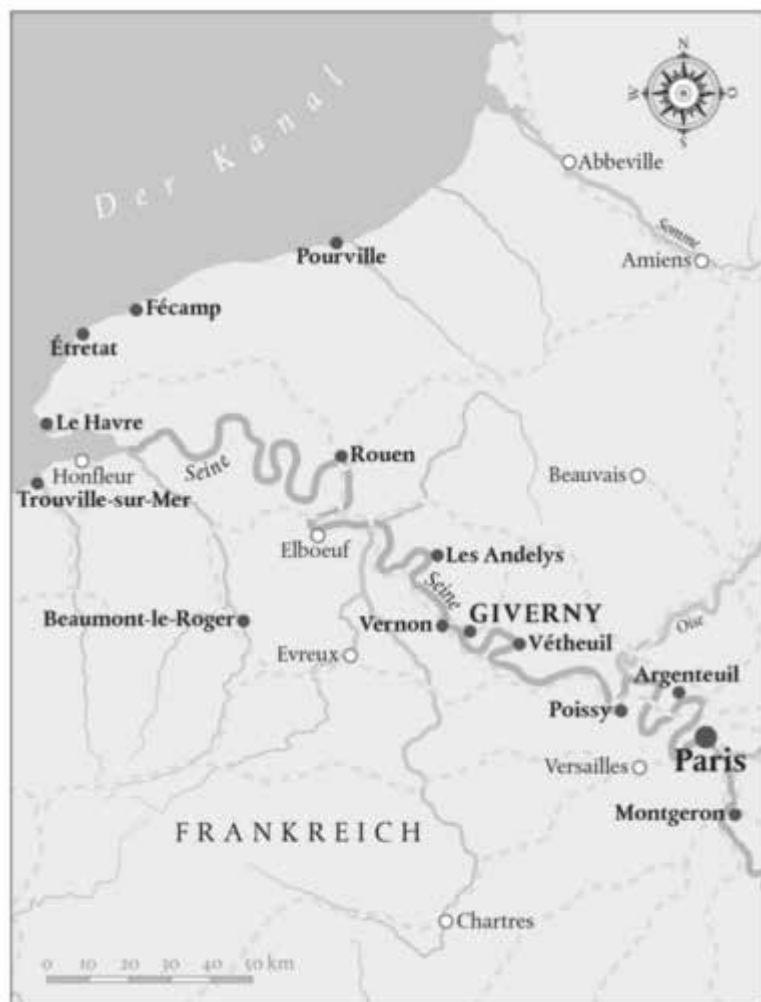 N
W
O
S
Der Kanal
Abbeville
Somme
Pourville
Amiens
Fécamp
Étretat
Le Havre
Rouen
Seine
Honfleur
Beauvais
Trouville-sur-Mer
Elboeuf
Les Andelys
Seine
GIVERNY
Beaumont-le-Roger
Vernon
Oise
Vétheuil
Evreux
Argenteuil
Poissy
Paris
Versailles
Montgeron
FRANKREICH
Chartres
0 10 20 30 40 50 km